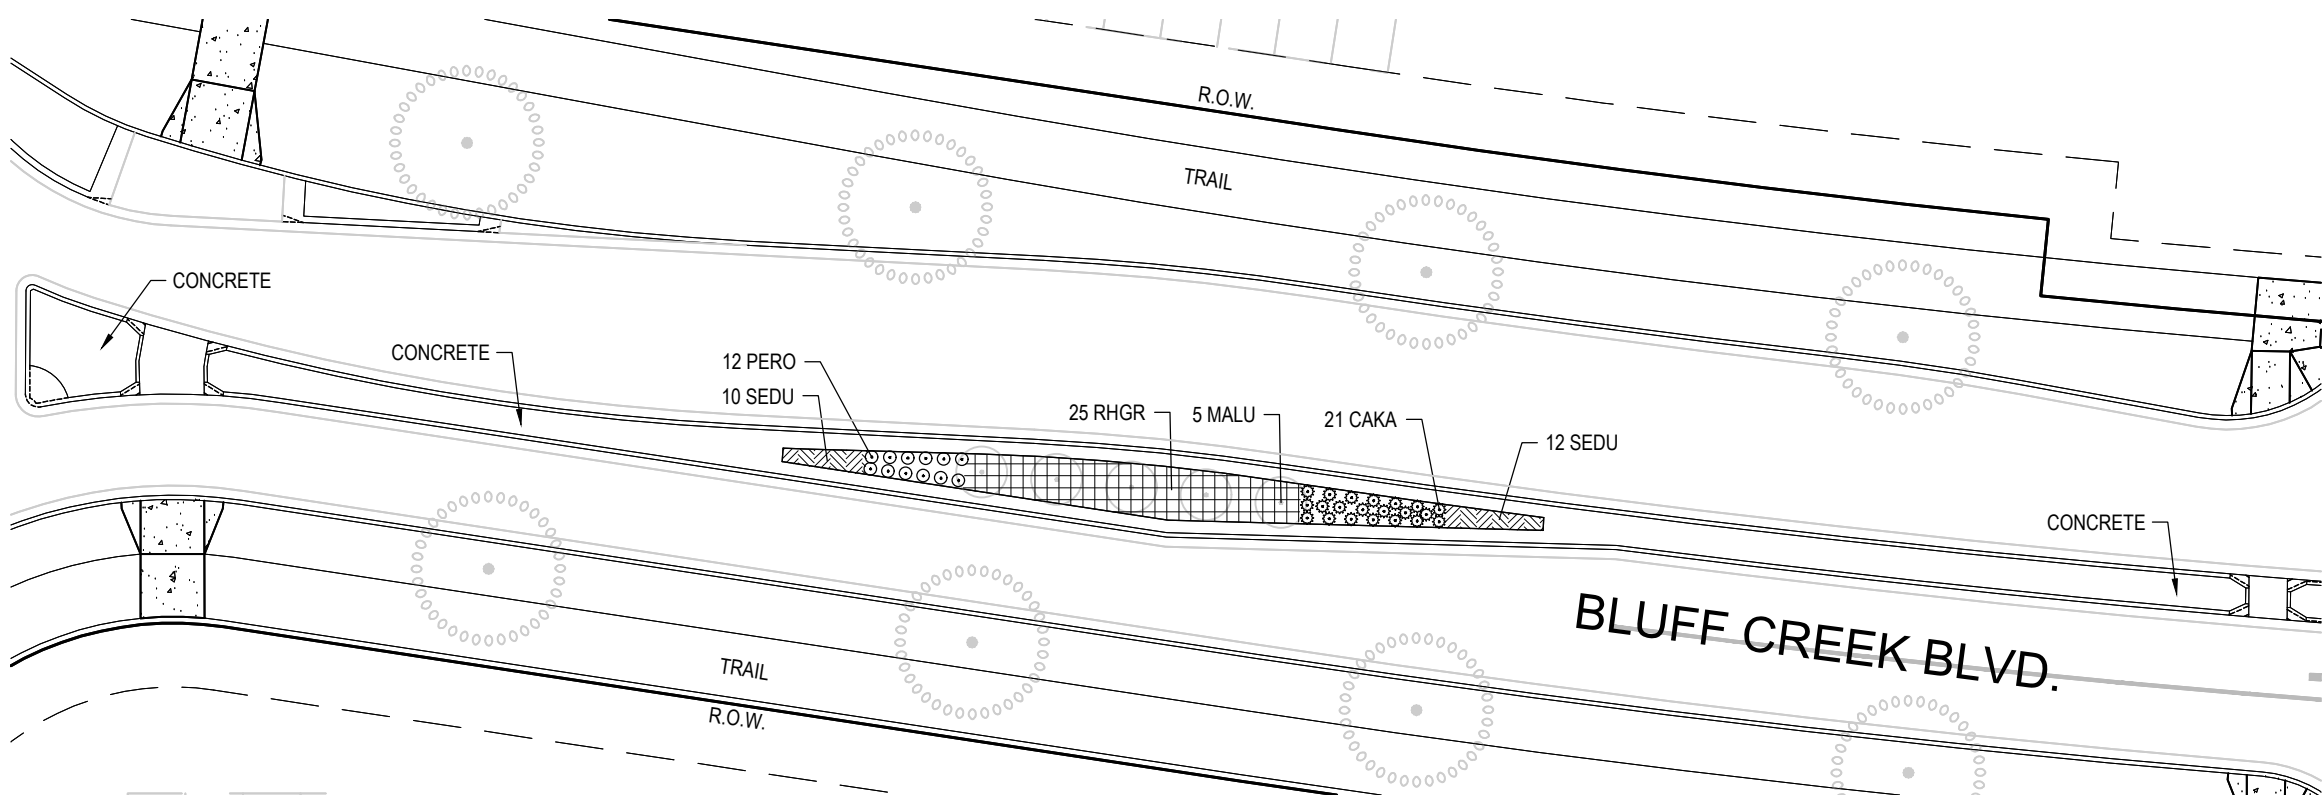 R.O.W.
TRAIL
CONCRETE
CONCRETE
12 PERO
10 SEDU
25 RHGR
5 MALU
21 CAKA
12 SEDU
CONCRETE
BLUFF CREEK BLVD.
TRAIL
R.O.W.